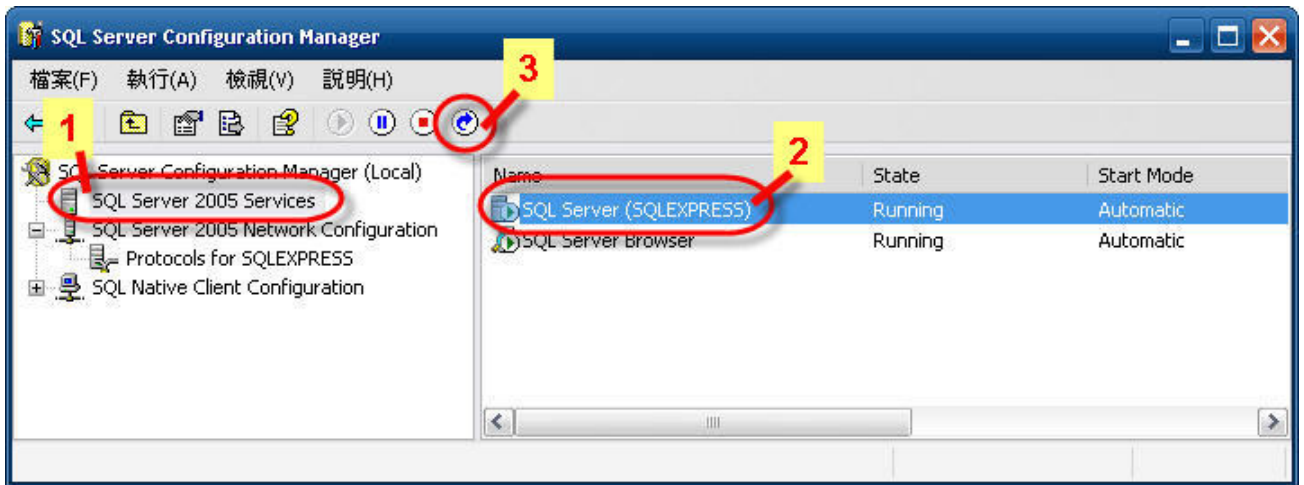 SQL Server Configuration Manager
檔案(F) 執行(A) 檢視(V) 說明(H)
3
1
SQL Server Configuration Manager (Local)
SQL Server 2005 Services
SQL Server 2005 Network Configuration
Protocols for SQLEXPRESS
SQL Native Client Configuration
2
Name State Start Mode
SQL Server (SQLEXPRESS) Running Automatic
SQL Server Browser Running Automatic